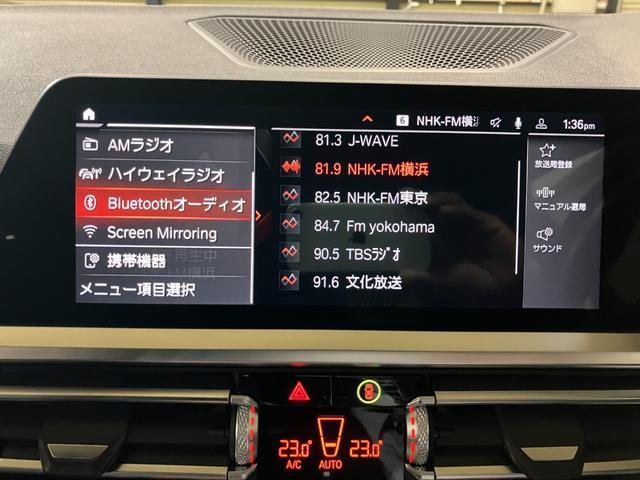 6 NHK-FM横浜
1:36pm
AMラジオ
ハイウェイラジオ
Bluetoothオーディオ
Screen Mirroring
携帯機器
メニュー項目選択
81.3 J-WAVE
81.9 NHK-FM横浜
82.5 NHK-FM東京
84.7 Fm yokohama
90.5 TBSラジオ
91.6 文化放送
放送局登録
マニュアル選局
サウンド
23.0° 23.0°
A/C AUTO